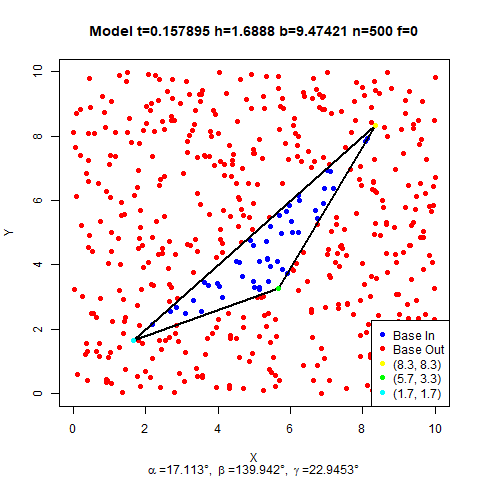 Model t=0.157895 h=1.6888 b=9.47421 n=500 f=0
10
8
6
4
2
0
Y
Base In
Base Out
(8.3, 8.3)
(5.7, 3.3)
(1.7, 1.7)
0 2 4 6 8 10
X
α=17.113°, β=139.942°, γ=22.9453°